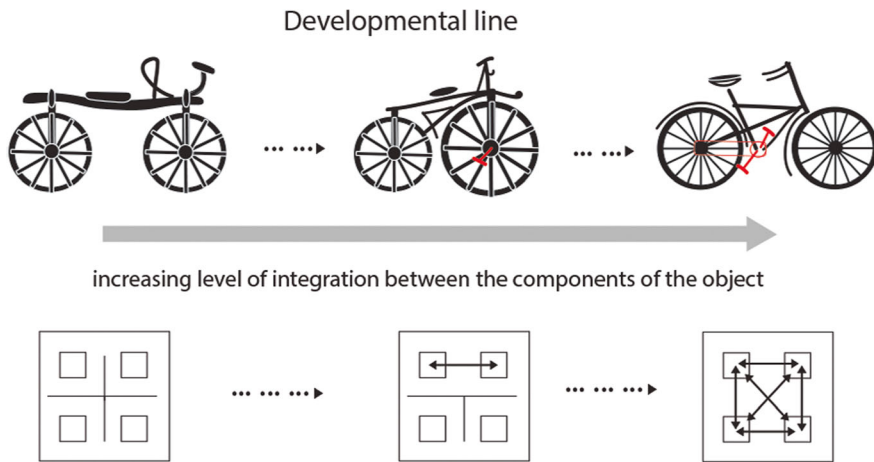 Developmental line
increasing level of integration between the components of the object